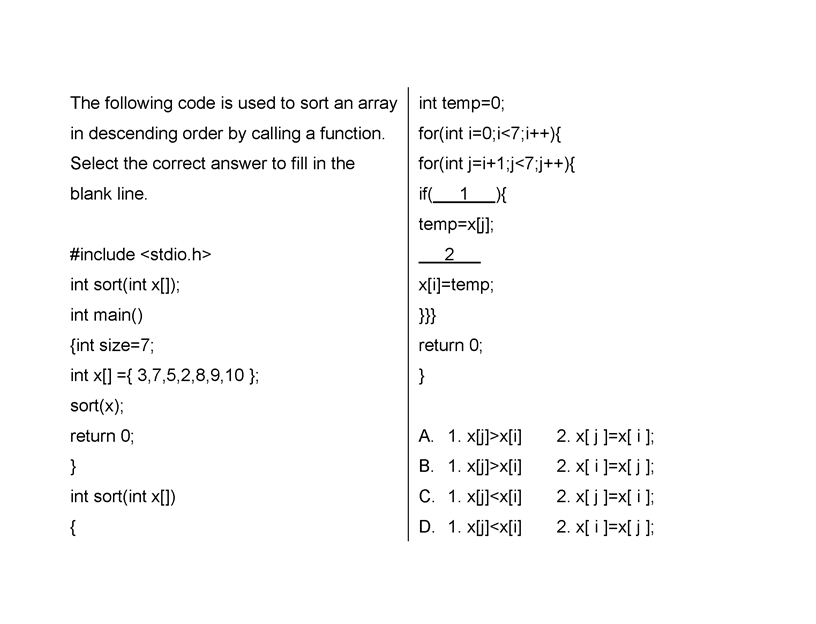 The following code is used to sort an array
in descending order by calling a function.
Select the correct answer to fill in the
blank line.
#include <stdio.h>
int sort(int x[]);
int main()
{int size=7;
int x[] ={ 3,7,5,2,8,9,10 };
sort(x);
return 0;
}
int sort(int x[])
{
int temp=0;
for(int i=0;i<7;i++){
for(int j=i+1;j<7;j++){
if(___1___){
temp=x[j];
___2___
x[i]=temp;
}}}
return 0;
}
A. 1. x[j]>x[i] 2. x[ j ]=x[ i ];
B. 1. x[j]>x[i] 2. x[ i ]=x[ j ];
C. 1. x[j]<x[i] 2. x[ j ]=x[ i ];
D. 1. x[j]<x[i] 2. x[ i ]=x[ j ];